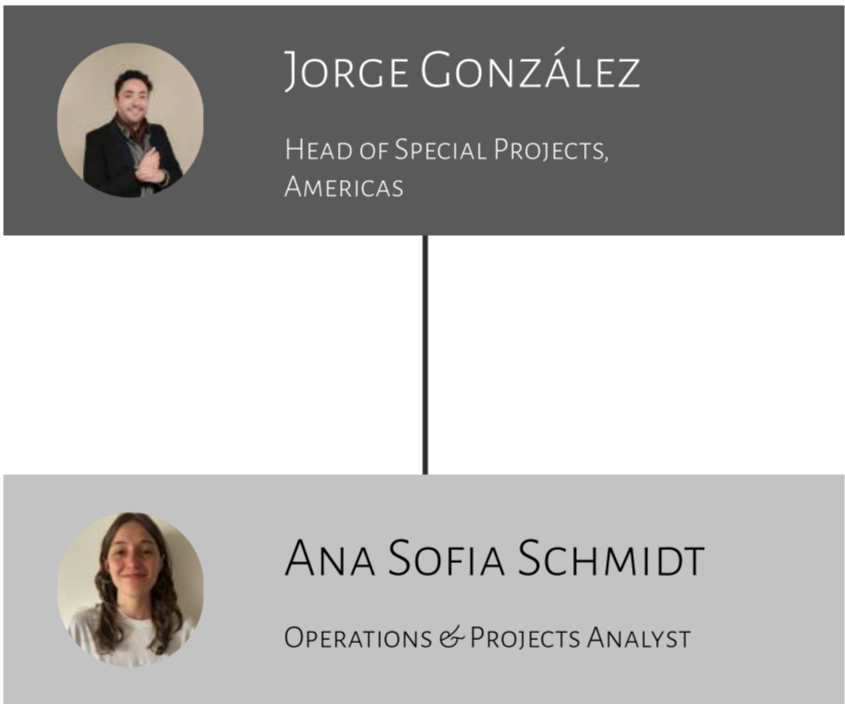 Jorge González
Head of Special Projects,
Americas
Ana Sofia Schmidt
Operations & Projects Analyst